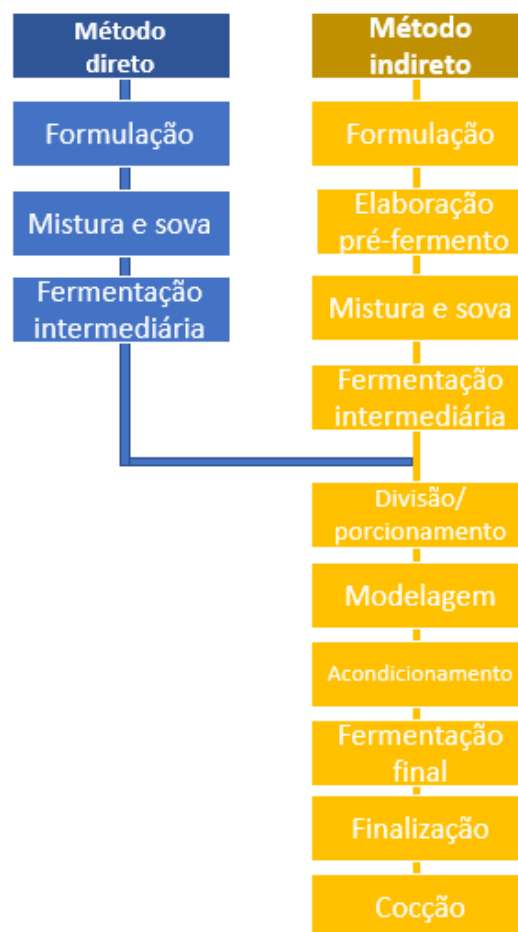 Método
direto
Formulação
Mistura e sova
Fermentação
intermediária
Método
indireto
Formulação
Elaboração
pré-fermento
Mistura e sova
Fermentação
intermediária
Divisão/
porcionamento
Modelagem
Acondicionamento
Fermentação
final
Finalização
Cocção